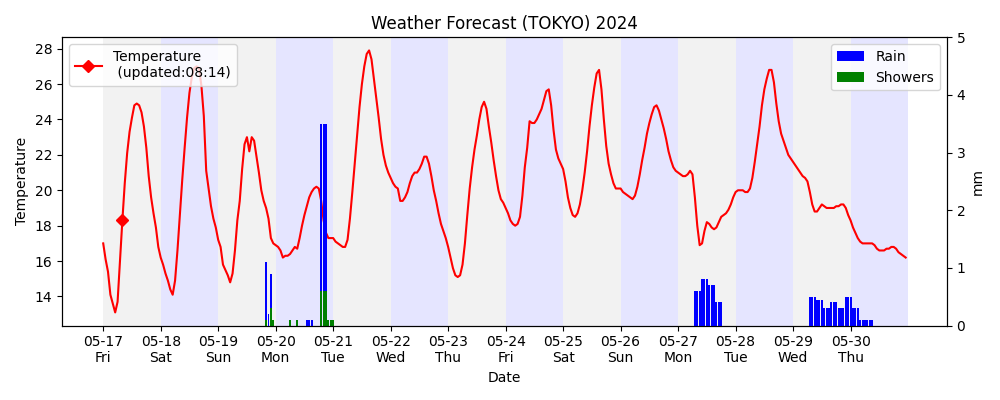 Weather Forecast (TOKYO) 2024
Temperature
(updated:08:14)
Rain
Showers
Temperature
28
26
24
22
20
18
16
14
5
4
3
2
1
0
mm
05-17 05-18 05-19 05-20 05-21 05-22 05-23 05-24 05-25 05-26 05-27 05-28 05-29 05-30
Fri Sat Sun Mon Tue Wed Thu Fri Sat Sun Mon Tue Wed Thu
Date